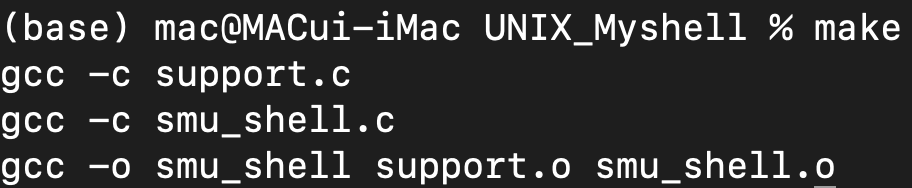 (base) mac@MACui-iMac UNIX_Myshell % make
gcc -c support.c
gcc -c smu_shell.c
gcc -o smu_shell support.o smu_shell.o